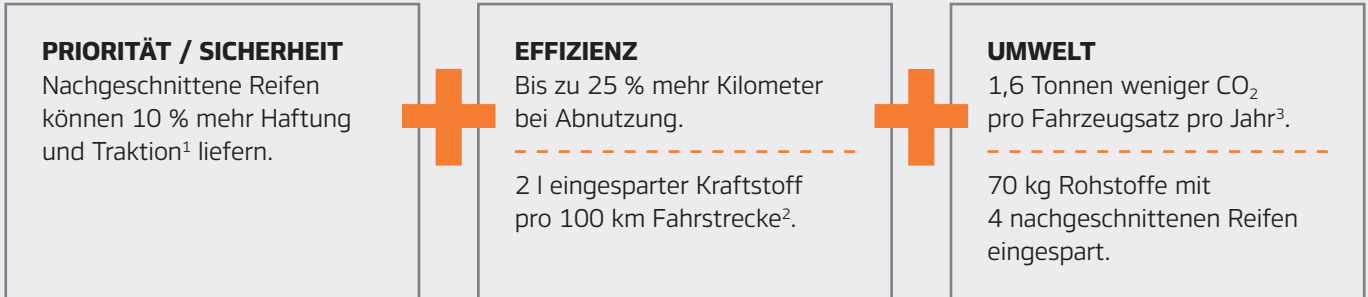 PRIORITÄT / SICHERHEIT
Nachgeschnittene Reifen
können 10 % mehr Haftung
und Traktion¹ liefern.
EFFIZIENZ
Bis zu 25 % mehr Kilometer
bei Abnutzung.
2 l eingesparter Kraftstoff
pro 100 km Fahrstrecke².
UMWELT
1,6 Tonnen weniger CO₂
pro Fahrzeugsatz pro Jahr³.
70 kg Rohstoffe mit
4 nachgeschnittenen Reifen
eingespart.